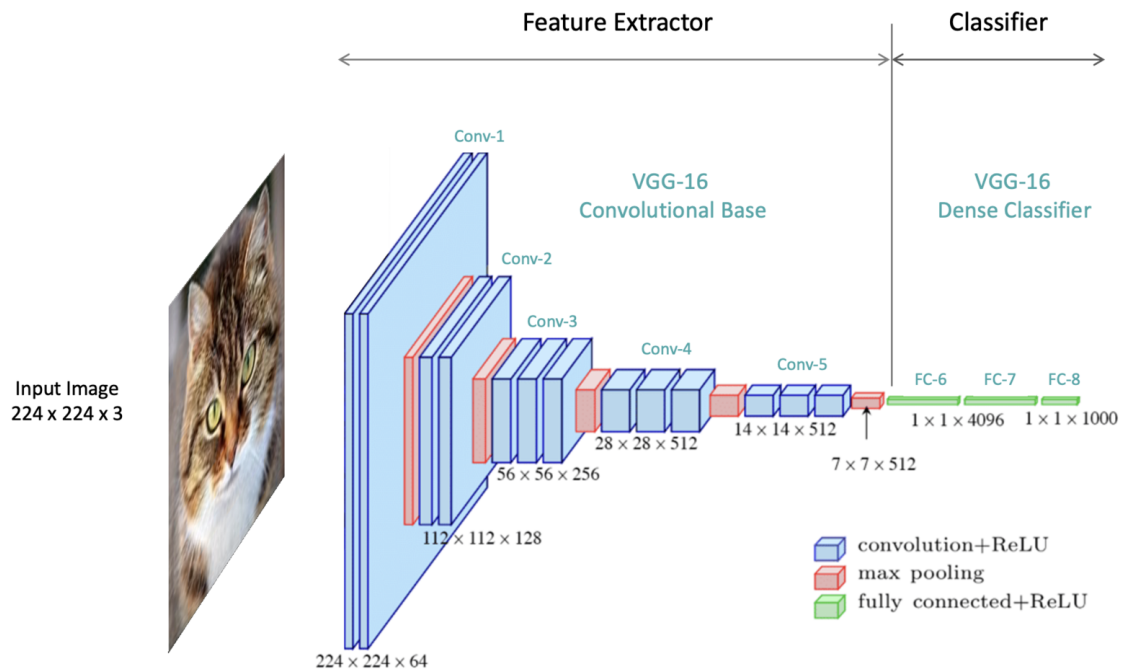 Feature Extractor
Classifier
Conv-1
VGG-16
Convolutional Base
VGG-16
Dense Classifier
Conv-2
Conv-3
Conv-4
Conv-5
FC-6
FC-7
FC-8
Input Image
224 x 224 x 3
1 × 1 × 4096
1 × 1 × 1000
14 × 14 × 512
28 × 28 × 512
7 × 7 × 512
56 × 56 × 256
112 × 112 × 128
convolution+ReLU
max pooling
fully connected+ReLU
224 × 224 × 64